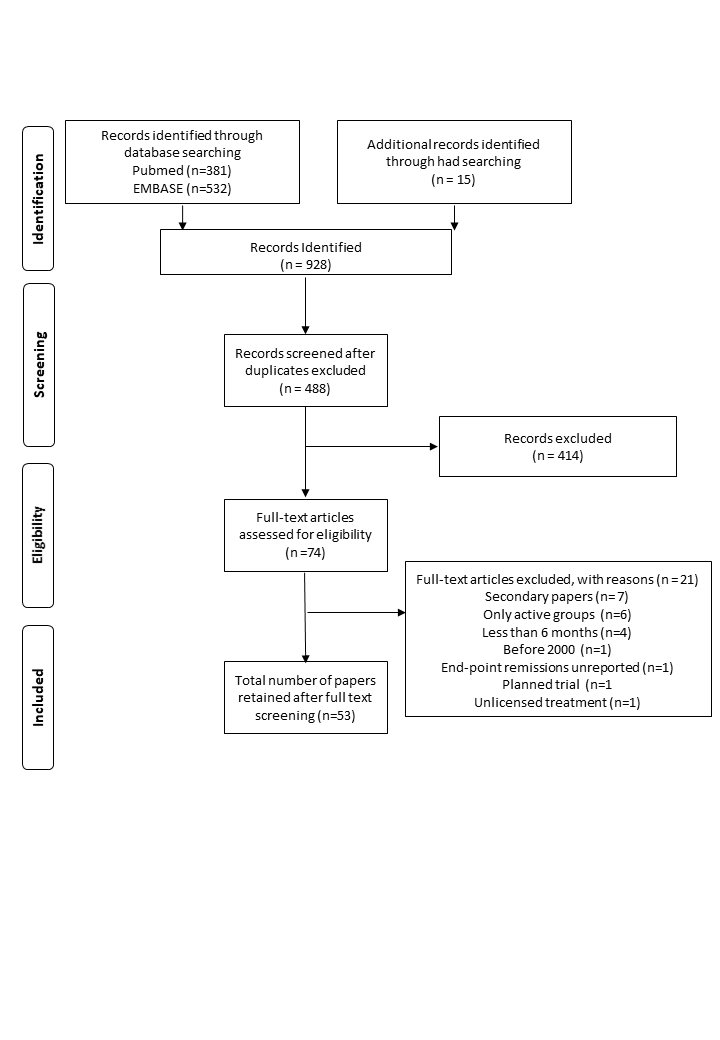 Identification
Records identified through
database searching
Pubmed (n=381)
EMBASE (n=532)
Additional records identified
through had searching
(n = 15)
Records Identified
(n = 928)
Screening
Records screened after
duplicates excluded
(n = 488)
Records excluded
(n = 414)
Eligibility
Full-text articles
assessed for eligibility
(n =74)
Full-text articles excluded, with reasons (n = 21)
Secondary papers (n= 7)
Only active groups (n=6)
Less than 6 months (n=4)
Before 2000 (n=1)
End-point remissions unreported (n=1)
Planned trial (n=1
Unlicensed treatment (n=1)
Included
Total number of papers
retained after full text
screening (n=53)